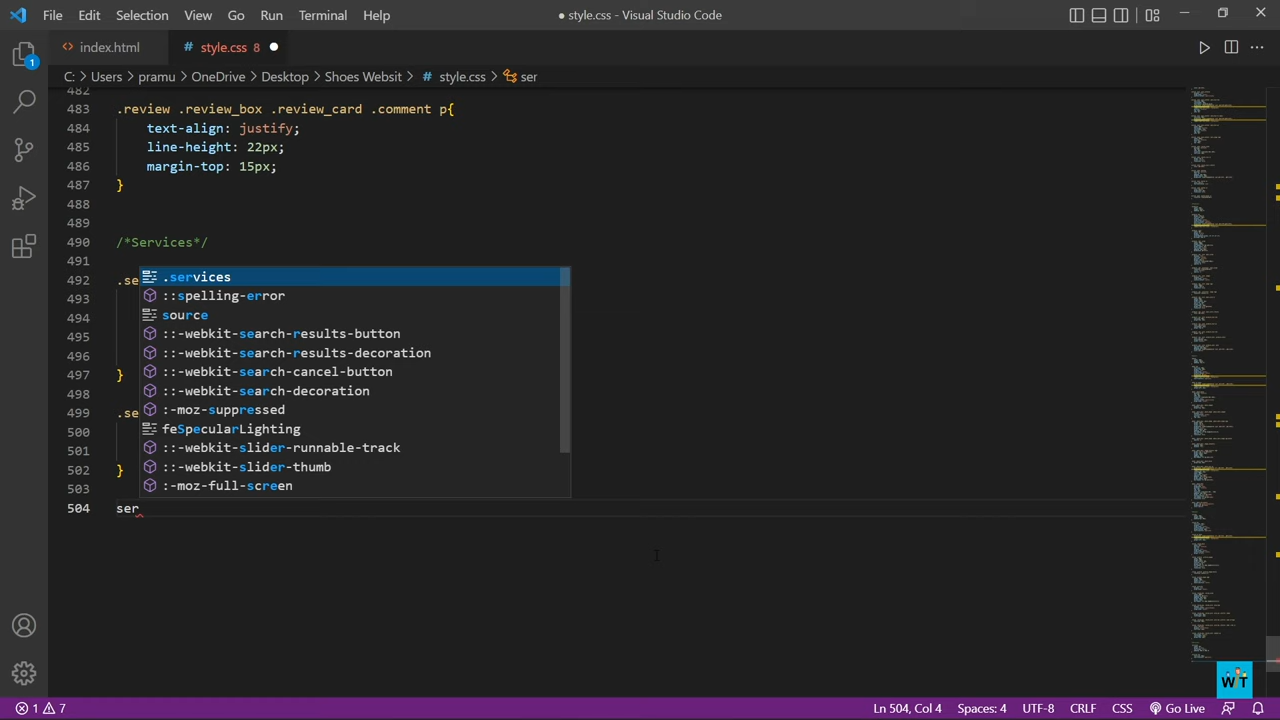 File Edit Selection View Go Run Terminal Help ● style.css - Visual Studio Code
index.html # style.css 8
1 C: > Users > pramu > OneDrive > Desktop > Shoes Websit > # style.css > ser
482
483 .review .review_box .review_card .comment p{
484 text-align: justify;
485 line-height: 22px;
486 margin-top: 15px;
487 }
488
489
490 /*Services*/
491
492 .se
.services
493
::spelling-error
494
source
495
::-webkit-search-results-button
496
::-webkit-search-results-decoration
497 }
::-webkit-search-cancel-button
498
::-webkit-search-decoration
499 .se
:-moz-suppressed
500
feSpecularLighting
501
::-webkit-slider-runnable-track
502 }
::-webkit-slider-thumb
503
:-moz-full-screen
504 ser
WT
1 7 Ln 504, Col 4 Spaces: 4 UTF-8 CRLF CSS Go Live